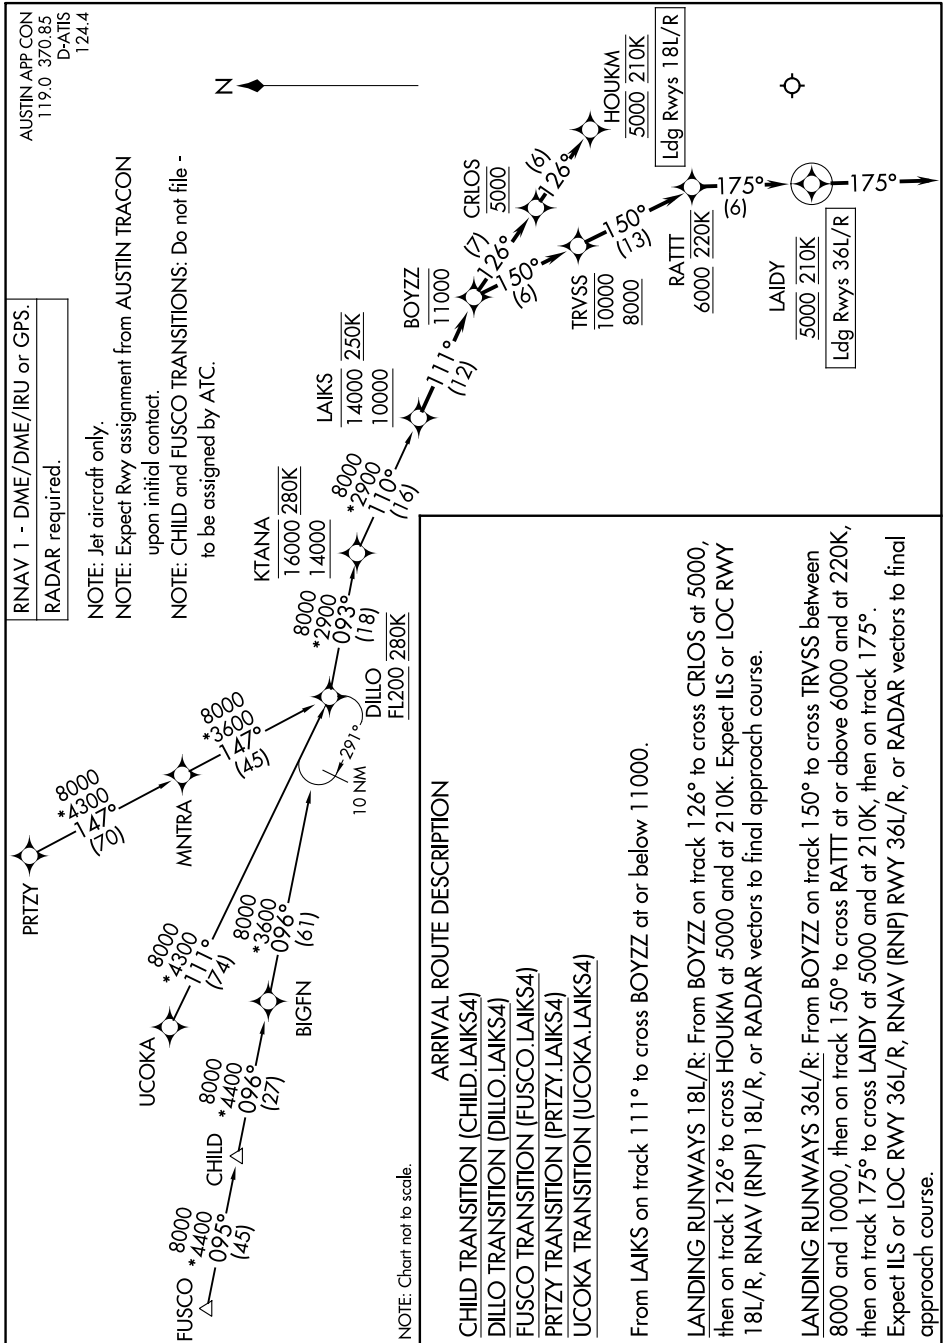 RNAV 1 - DME/DME/IRU or GPS.
RADAR required.
AUSTIN APP CON
119.0 370.85
D-ATIS
124.4
NOTE: Jet aircraft only.
NOTE: Expect Rwy assignment from AUSTIN TRACON
upon initial contact.
NOTE: CHILD and FUSCO TRANSITIONS: Do not file -
to be assigned by ATC.
N
PRTZY
8000
*4300
147°
(70)
MNTRA
8000
*3600
147°
(45)
UCOKA
8000
*4300
111°
(74)
FUSCO
8000
*4400
095°
(45)
CHILD
8000
*4400
096°
(27)
BIGFN
8000
*3600
096°
(61)
10 NM
291°
DILLO
FL200 280K
8000
*2900
093°
(18)
KTANA
16000 280K
14000
8000
*2900
110°
(16)
LAIKS
14000 250K
10000
111°
(12)
BOYZZ
11000
(7)
126°
CRLOS
5000
(6)
126°
HOUKM
5000 210K
Ldg Rwys 18L/R
150°
(6)
TRVSS
10000
8000
150°
(13)
RATTT
6000 220K
175°
(6)
LAIDY
5000 210K
Ldg Rwys 36L/R
175°
NOTE: Chart not to scale.
ARRIVAL ROUTE DESCRIPTION
CHILD TRANSITION (CHILD.LAIKS4)
DILLO TRANSITION (DILLO.LAIKS4)
FUSCO TRANSITION (FUSCO.LAIKS4)
PRTZY TRANSITION (PRTZY.LAIKS4)
UCOKA TRANSITION (UCOKA.LAIKS4)
From LAIKS on track 111° to cross BOYZZ at or below 11000.
LANDING RUNWAYS 18L/R: From BOYZZ on track 126° to cross CRLOS at 5000,
then on track 126° to cross HOUKM at 5000 and at 210K. Expect ILS or LOC RWY
18L/R, RNAV (RNP) 18L/R, or RADAR vectors to final approach course.
LANDING RUNWAYS 36L/R: From BOYZZ on track 150° to cross TRVSS between
8000 and 10000, then on track 150° to cross RATTT at or above 6000 and at 220K,
then on track 175° to cross LAIDY at 5000 and at 210K, then on track 175°.
Expect ILS or LOC RWY 36L/R, RNAV (RNP) RWY 36L/R, or RADAR vectors to final
approach course.